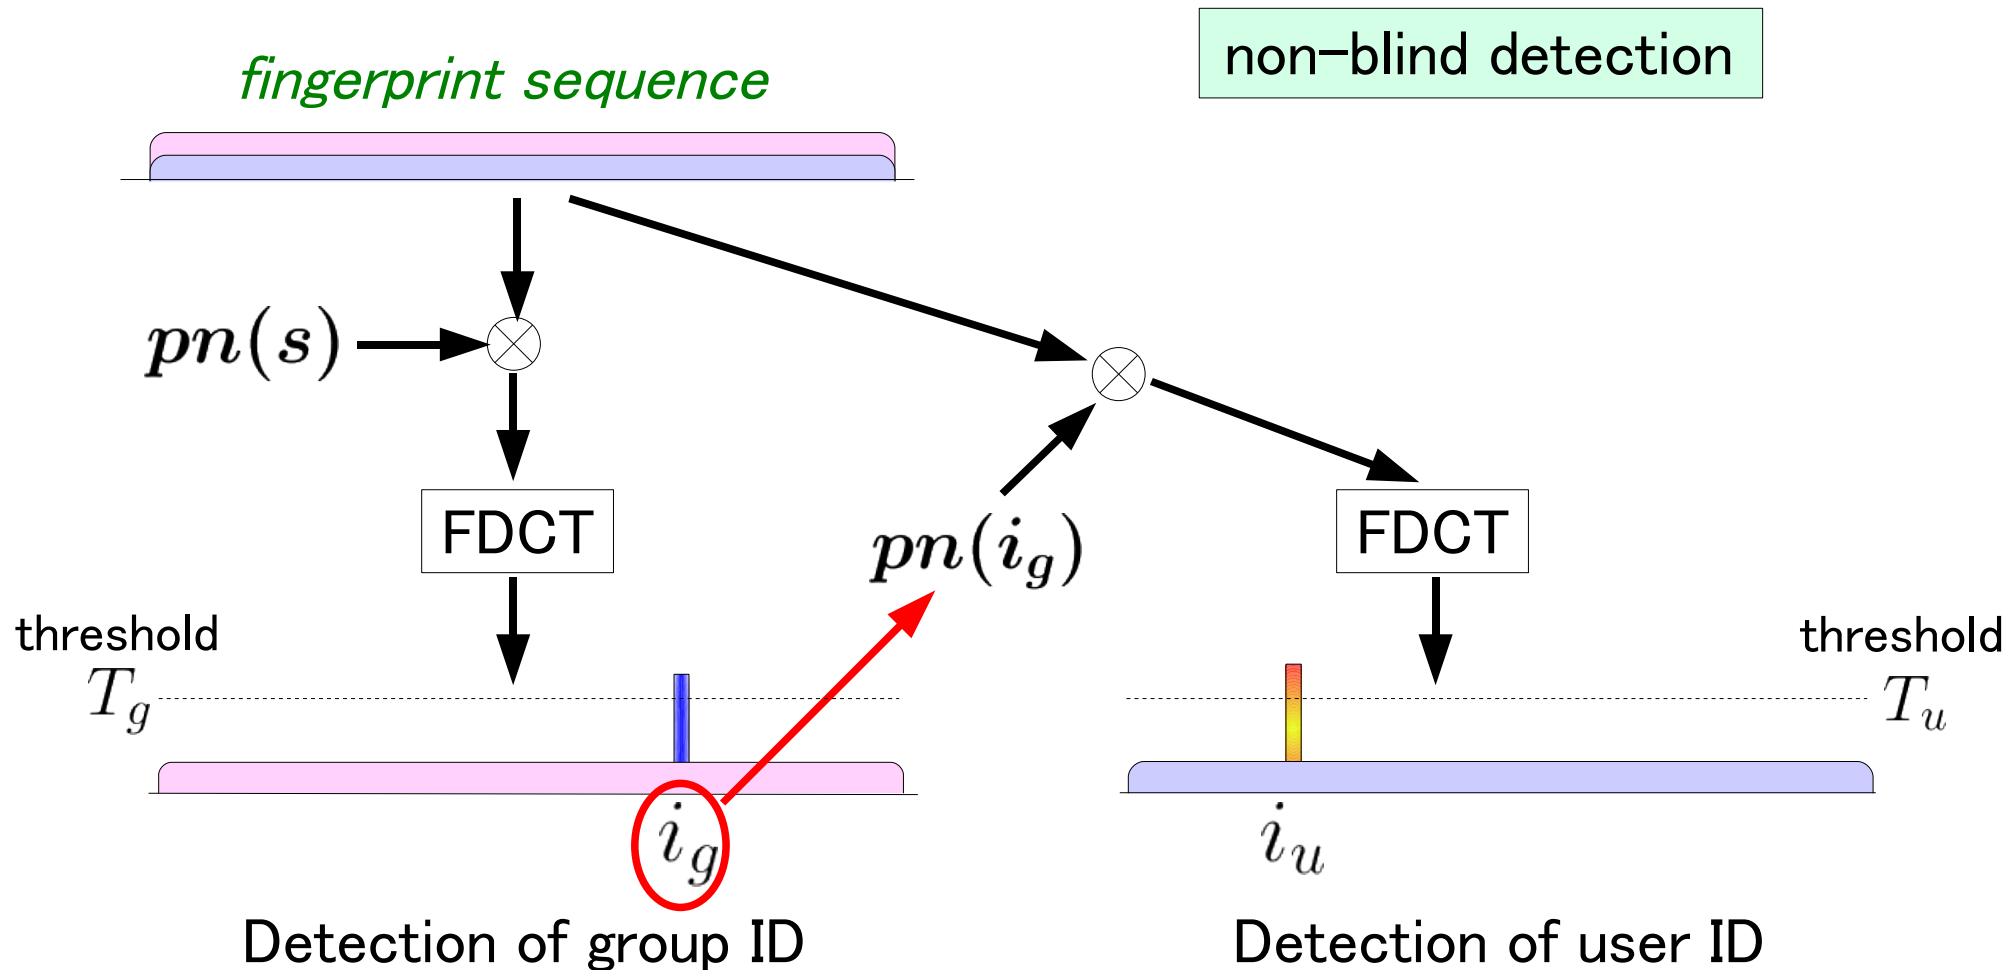 non-blind detection
fingerprint sequence
pn(s)
FDCT
pn(i_g)
FDCT
threshold
T_g
threshold
T_u
i_g
i_u
Detection of group ID
Detection of user ID